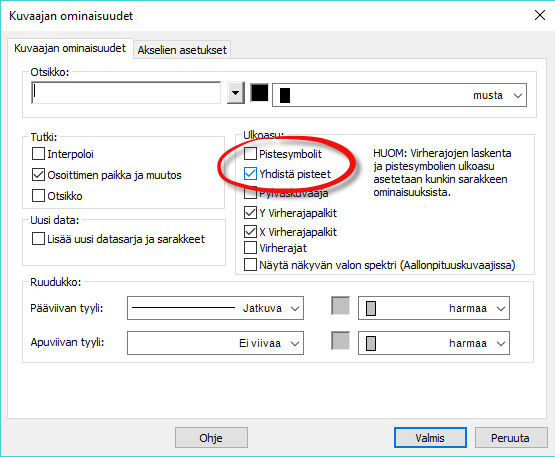 Kuvaajan ominaisuudet
Kuvaajan ominaisuudet
Akselien asetukset
Otsikko:
musta
Tutki:
Interpoloi
Osoittimen paikka ja muutos
Otsikko
Uusi data:
Lisää uusi datasarja ja sarakkeet
Ulkoasu:
Pistesymbolit
Yhdistä pisteet
Pylväskuvaaja
Y Virherajapalkit
X Virherajapalkit
Virherajat
Näytä näkyvän valon spektri (Aallonpituuskuvaajissa)
HUOM: Virherajojen laskenta
ja pistesymbolien ulkoasu
asetetaan kunkin sarakkeen
ominaisuuksista.
Ruudukko:
Pääviivan tyyli:
Jatkuva
harmaa
Apuviivan tyyli:
Ei viivaa
harmaa
Ohje
Valmis
Peruuta